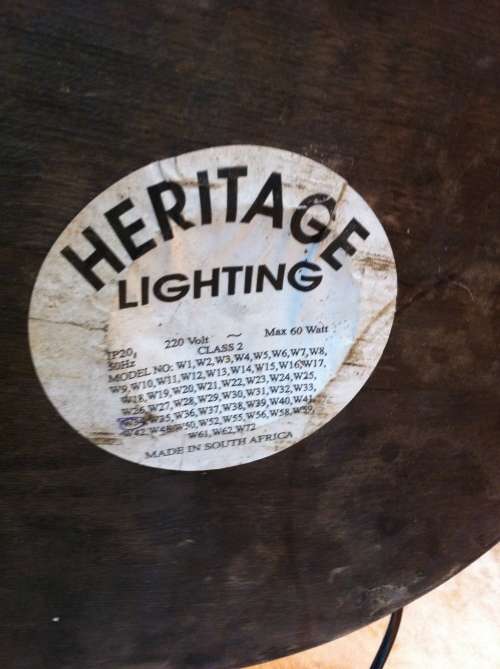 HERITAGE
LIGHTING
220 Volt ~ Max 60 Watt
IP20, CLASS 2
50Hz
MODEL NO: W1,W2,W3,W4,W5,W6,W7,W8,
W9,W10,W11,W12,W13,W14,W15,W16,W17,
W18,W19,W20,W21,W22,W23,W24,W25,
W26,W27,W28,W29,W30,W31,W32,W33,
W34,W35,W36,W37,W38,W39,W40,W41,
W42,W50,W52,W55,W56,W58,W59,
W61,W62,W72
MADE IN SOUTH AFRICA